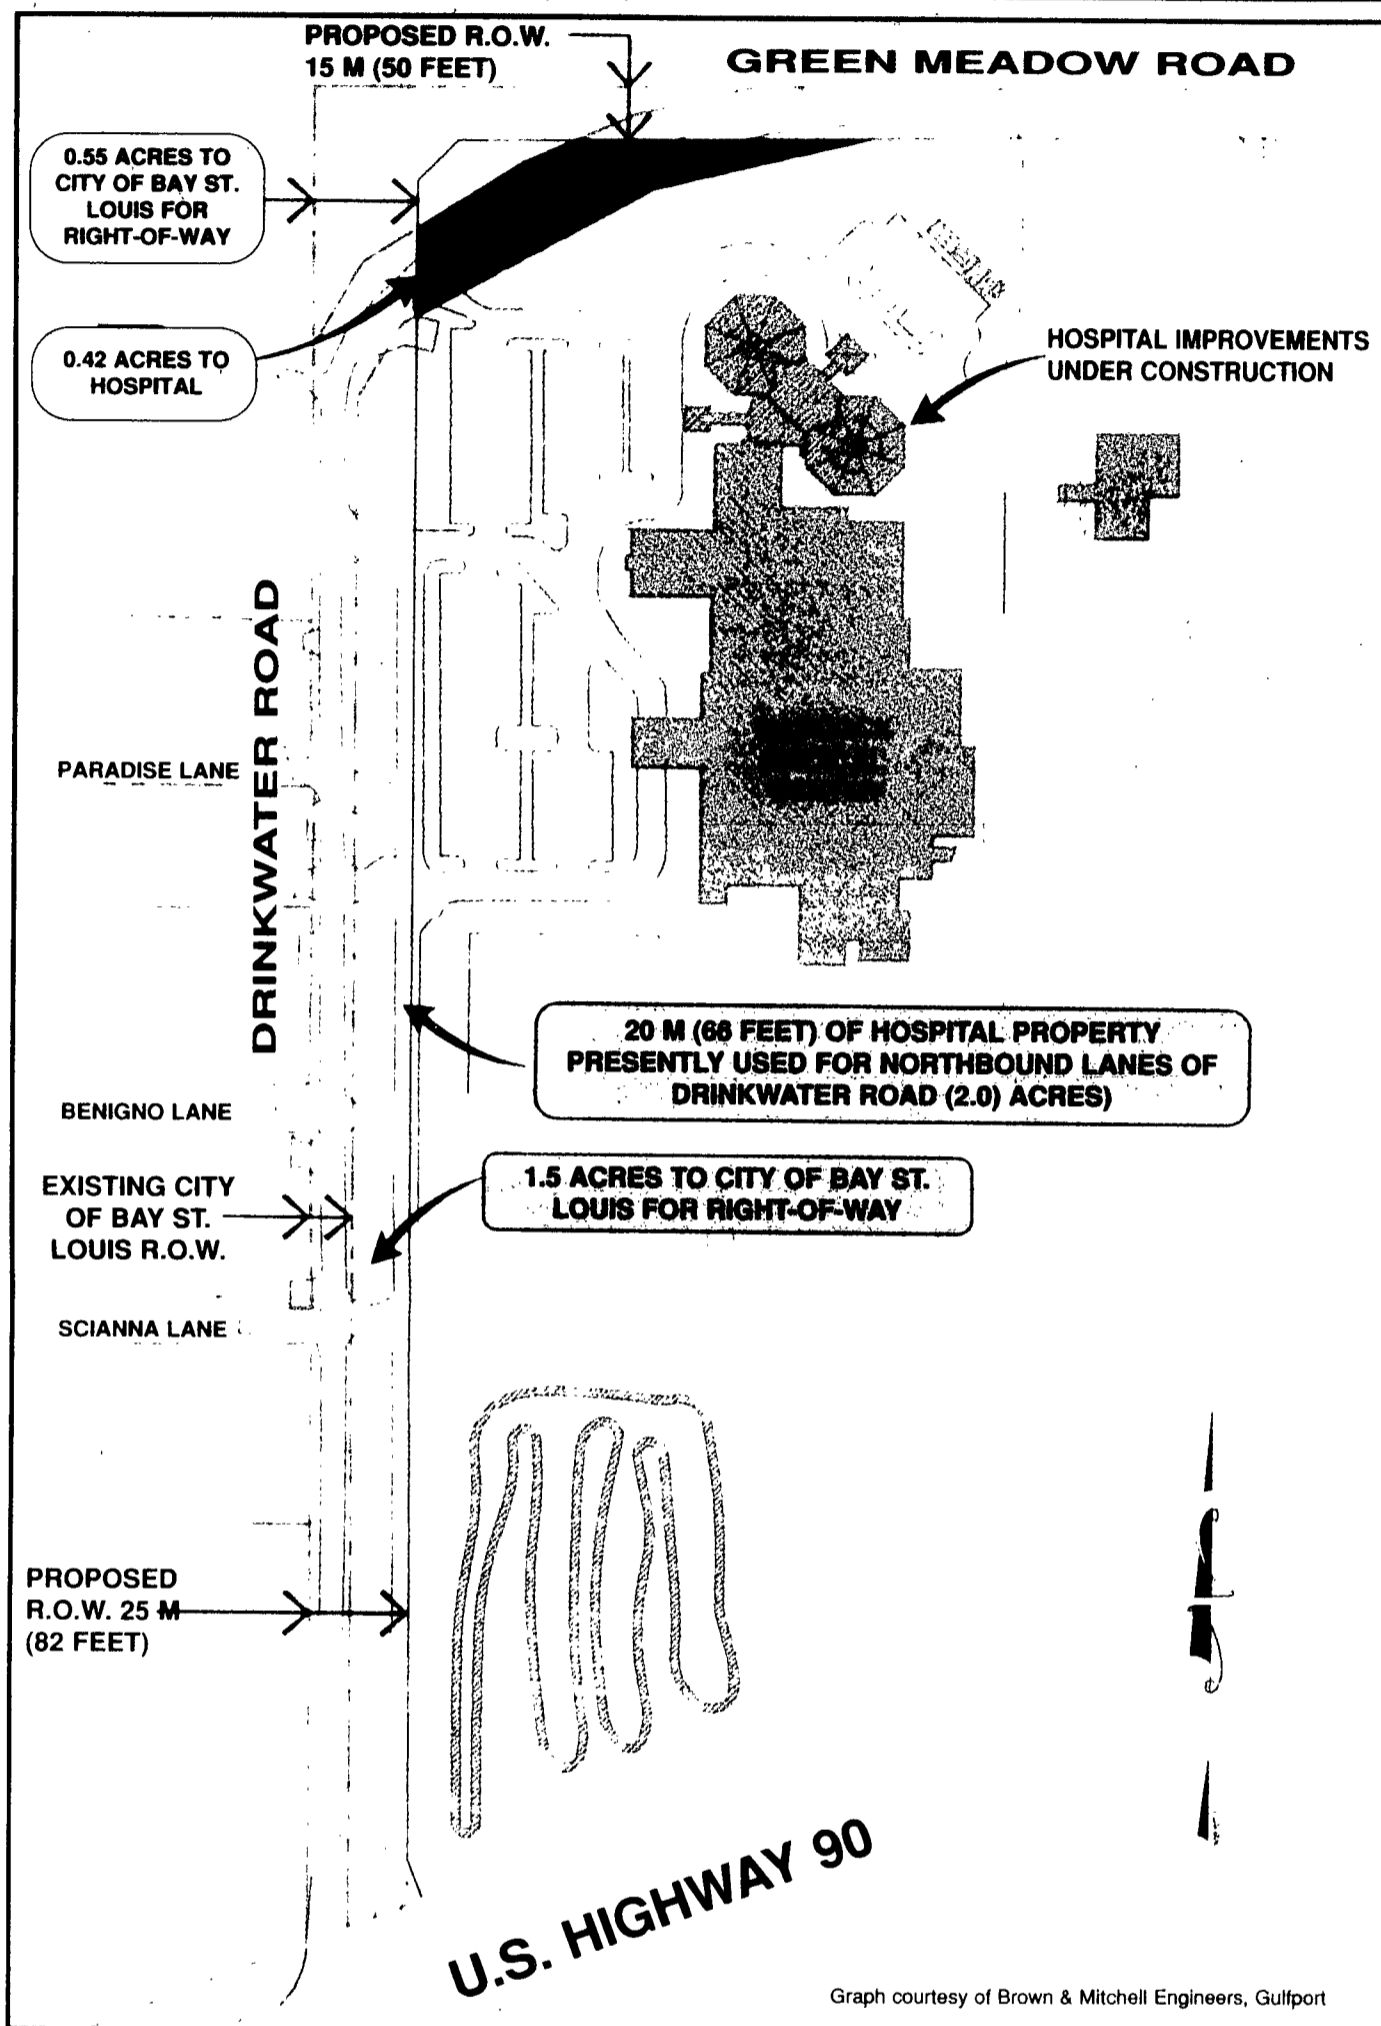 PROPOSED R.O.W.
15 M (50 FEET)
GREEN MEADOW ROAD
0.55 ACRES TO
CITY OF BAY ST.
LOUIS FOR
RIGHT-OF-WAY
0.42 ACRES TO
HOSPITAL
HOSPITAL IMPROVEMENTS
UNDER CONSTRUCTION
DRINKWATER ROAD
PARADISE LANE
20 M (66 FEET) OF HOSPITAL PROPERTY
PRESENTLY USED FOR NORTHBOUND LANES OF
DRINKWATER ROAD (2.0) ACRES)
BENIGNO LANE
1.5 ACRES TO CITY OF BAY ST.
LOUIS FOR RIGHT-OF-WAY
EXISTING CITY
OF BAY ST.
LOUIS R.O.W.
SCIANNA LANE
PROPOSED
R.O.W. 25 M
(82 FEET)
U.S. HIGHWAY 90
Graph courtesy of Brown & Mitchell Engineers, Gulfport